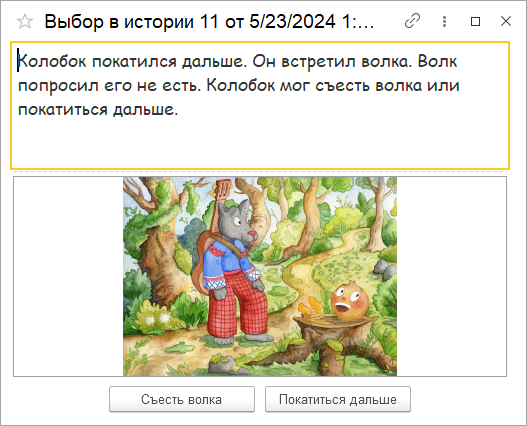 Выбор в истории 11 от 5/23/2024 1:...
Колобок покатился дальше. Он встретил волка. Волк
попросил его не есть. Колобок мог съесть волка или
покатиться дальше.
Съесть волка
Покатиться дальше